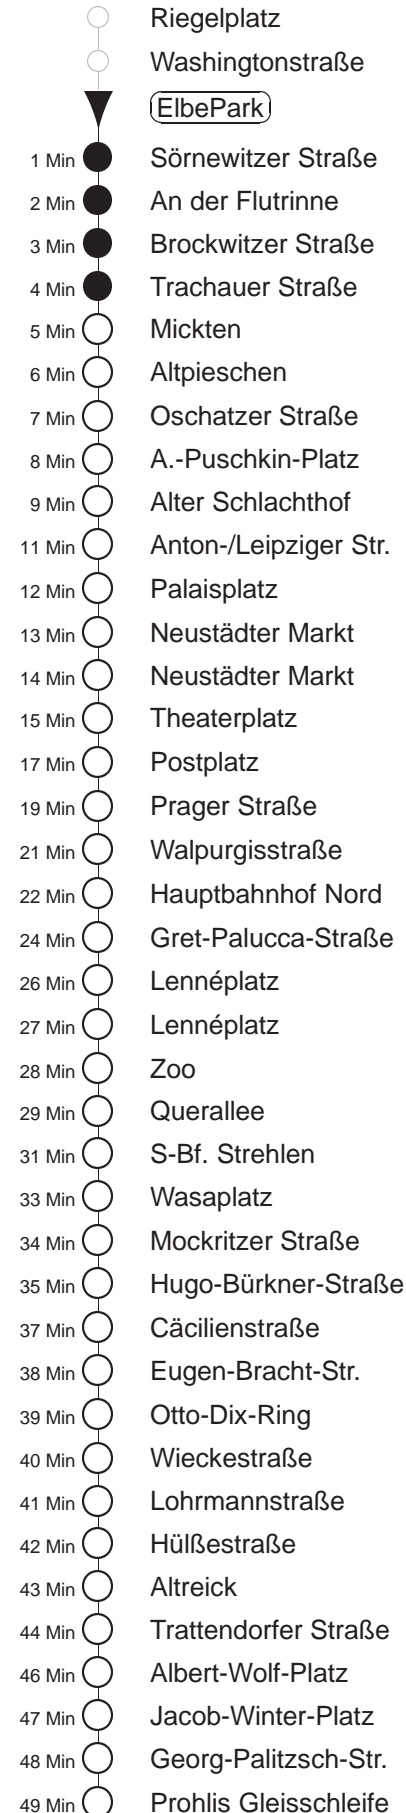 Riegelplatz
Washingtonstraße
ElbePark
1 Min Sörnewitzer Straße
2 Min An der Flutrinne
3 Min Brockwitzer Straße
4 Min Trachauer Straße
5 Min Mickten
6 Min Altpieschen
7 Min Oschatzer Straße
8 Min A.-Puschkin-Platz
9 Min Alter Schlachthof
11 Min Anton-/Leipziger Str.
12 Min Palaisplatz
13 Min Neustädter Markt
14 Min Neustädter Markt
15 Min Theaterplatz
17 Min Postplatz
19 Min Prager Straße
21 Min Walpurgisstraße
22 Min Hauptbahnhof Nord
24 Min Gret-Palucca-Straße
26 Min Lennéplatz
27 Min Lennéplatz
28 Min Zoo
29 Min Querallee
31 Min S-Bf. Strehlen
33 Min Wasaplatz
34 Min Mockritzer Straße
35 Min Hugo-Bürkner-Straße
37 Min Cäcilienstraße
38 Min Eugen-Bracht-Str.
39 Min Otto-Dix-Ring
40 Min Wieckestraße
41 Min Lohrmannstraße
42 Min Hülßestraße
43 Min Altreick
44 Min Trattendorfer Straße
46 Min Albert-Wolf-Platz
47 Min Jacob-Winter-Platz
48 Min Georg-Palitzsch-Str.
49 Min Prohlis Gleisschleife